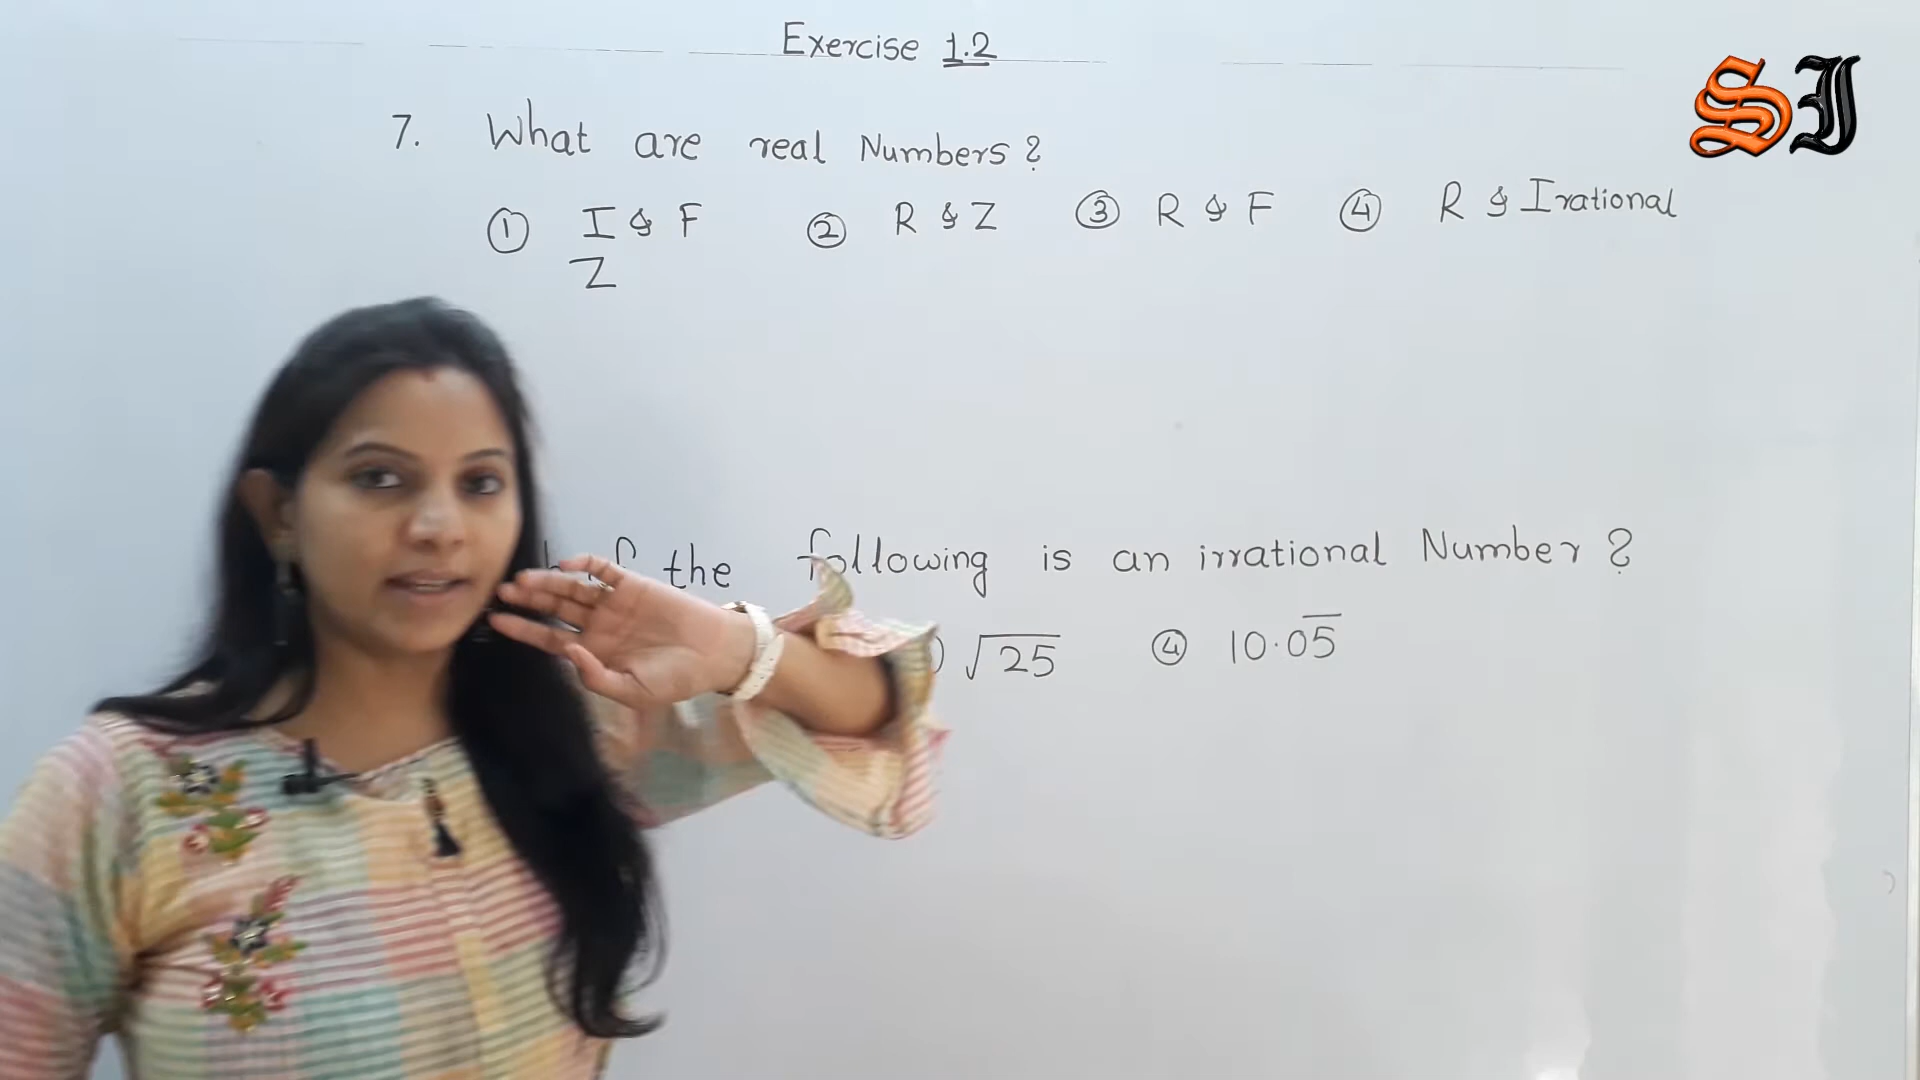 Exercise 1.2
SJ
7. What are real Numbers?
① I & F ② R & Z ③ R & F ④ R & Irational
Z
the following is an irrational Number?
√25 ④ 10.05̅